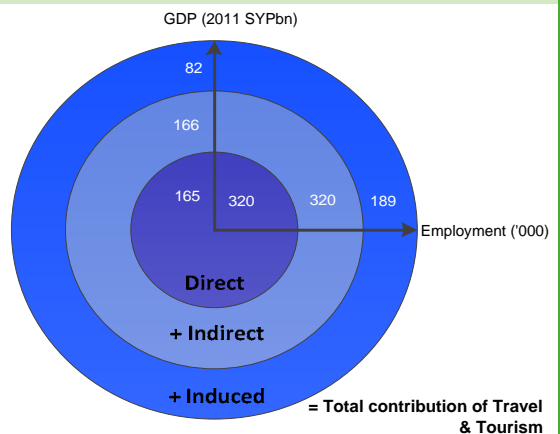 GDP (2011 SYPbn)
82
166
165
320
320
189
Employment ('000)
Direct
+ Indirect
+ Induced
= Total contribution of Travel
& Tourism